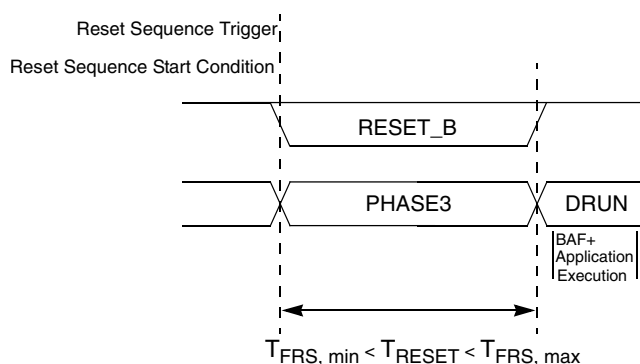 Reset Sequence Trigger
Reset Sequence Start Condition
RESET_B
PHASE3
DRUN
BAF+
Application
Execution
TFRS, min < TRESET < TFRS, max